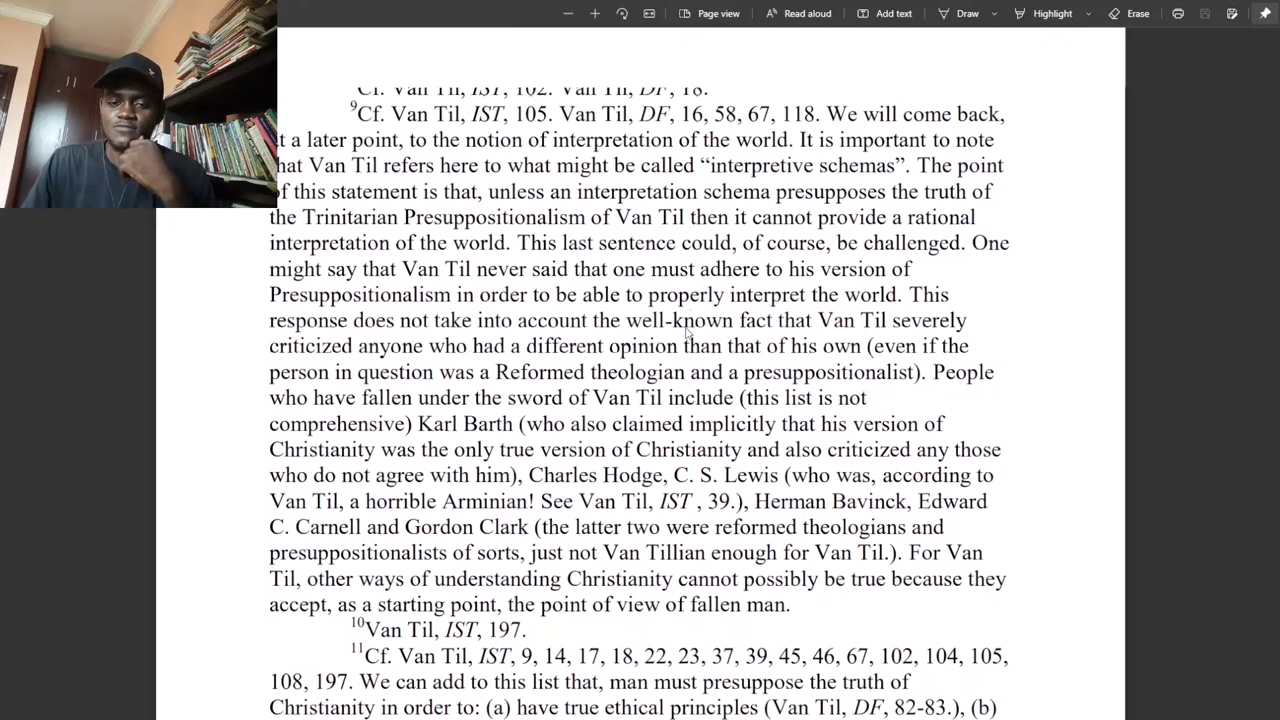 Page view
Read aloud
Add text
Draw
Highlight
Erase
Cf. Van Til, IST, 102. Van Til, DF, 18.
9Cf. Van Til, IST, 105. Van Til, DF, 16, 58, 67, 118. We will come back,
t a later point, to the notion of interpretation of the world. It is important to note
hat Van Til refers here to what might be called “interpretive schemas”. The point
f this statement is that, unless an interpretation schema presupposes the truth of
the Trinitarian Presuppositionalism of Van Til then it cannot provide a rational
interpretation of the world. This last sentence could, of course, be challenged. One
might say that Van Til never said that one must adhere to his version of
Presuppositionalism in order to be able to properly interpret the world. This
response does not take into account the well-known fact that Van Til severely
criticized anyone who had a different opinion than that of his own (even if the
person in question was a Reformed theologian and a presuppositionalist). People
who have fallen under the sword of Van Til include (this list is not
comprehensive) Karl Barth (who also claimed implicitly that his version of
Christianity was the only true version of Christianity and also criticized any those
who do not agree with him), Charles Hodge, C. S. Lewis (who was, according to
Van Til, a horrible Arminian! See Van Til, IST , 39.), Herman Bavinck, Edward
C. Carnell and Gordon Clark (the latter two were reformed theologians and
presuppositionalists of sorts, just not Van Tillian enough for Van Til.). For Van
Til, other ways of understanding Christianity cannot possibly be true because they
accept, as a starting point, the point of view of fallen man.
10Van Til, IST, 197.
11Cf. Van Til, IST, 9, 14, 17, 18, 22, 23, 37, 39, 45, 46, 67, 102, 104, 105,
108, 197. We can add to this list that, man must presuppose the truth of
Christianity in order to: (a) have true ethical principles (Van Til, DF, 82-83.), (b)